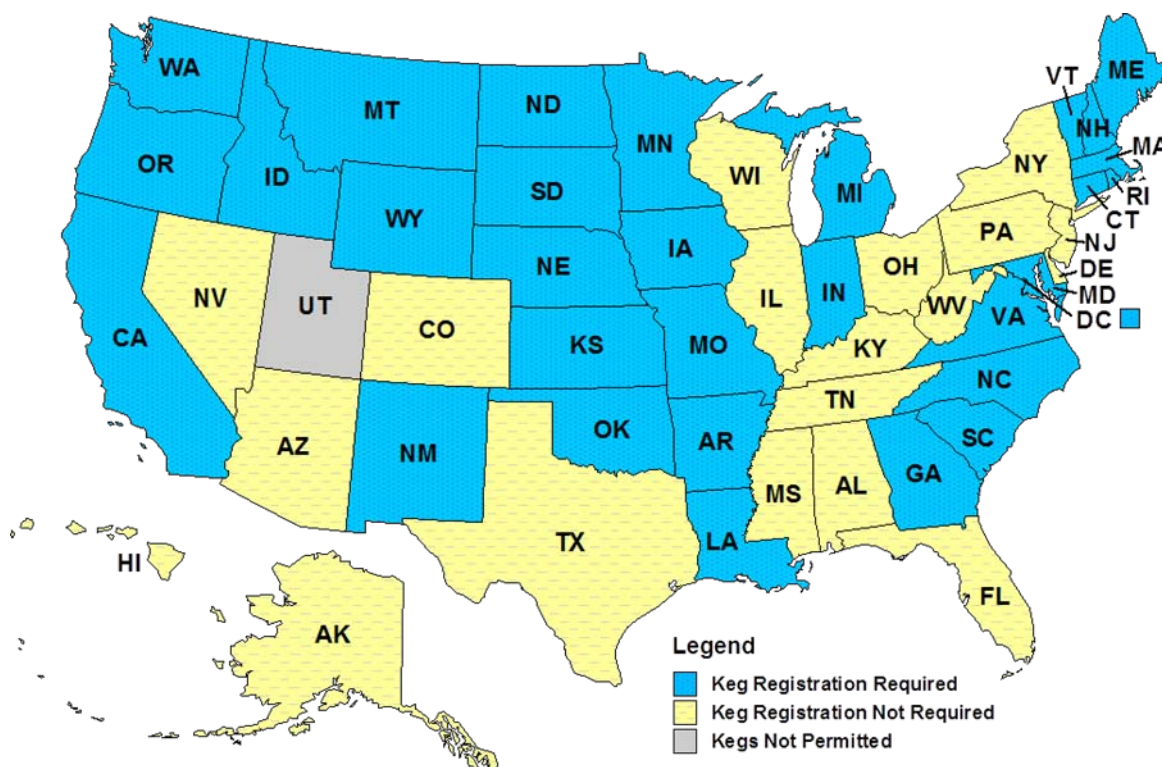 WA
MT
ND
MN
VT
ME
NH
MA
OR
ID
SD
WI
NY
MI
RI
WY
CT
IA
PA
NE
NJ
OH
DE
NV
UT
IL
IN
MD
WV
DC
VA
CA
CO
KS
MO
KY
NC
TN
OK
AR
SC
AZ
NM
GA
MS
AL
TX
LA
HI
FL
AK
Legend
Keg Registration Required
Keg Registration Not Required
Kegs Not Permitted